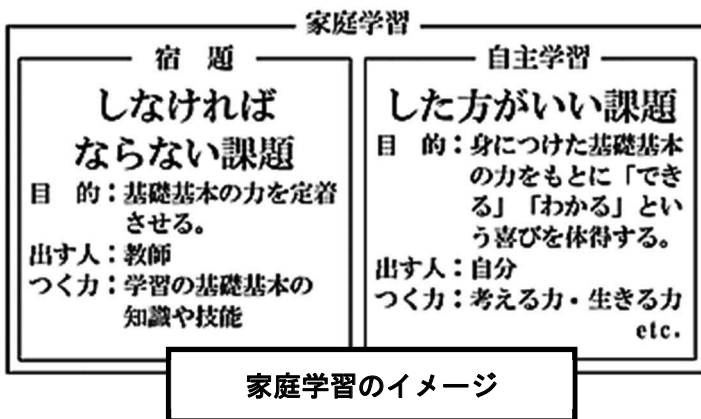 家庭学習
宿 題
しなければ
ならない課題
目 的：基礎基本の力を定着
させる。
出す人：教師
つく力：学習の基礎基本の
知識や技能
自主学習
した方がいい課題
目 的：身につけた基礎基本
の力をもとに「でき
る」「わかる」とい
う喜びを体得する。
出す人：自分
つく力：考える力・生きる力
etc.
家庭学習のイメージ